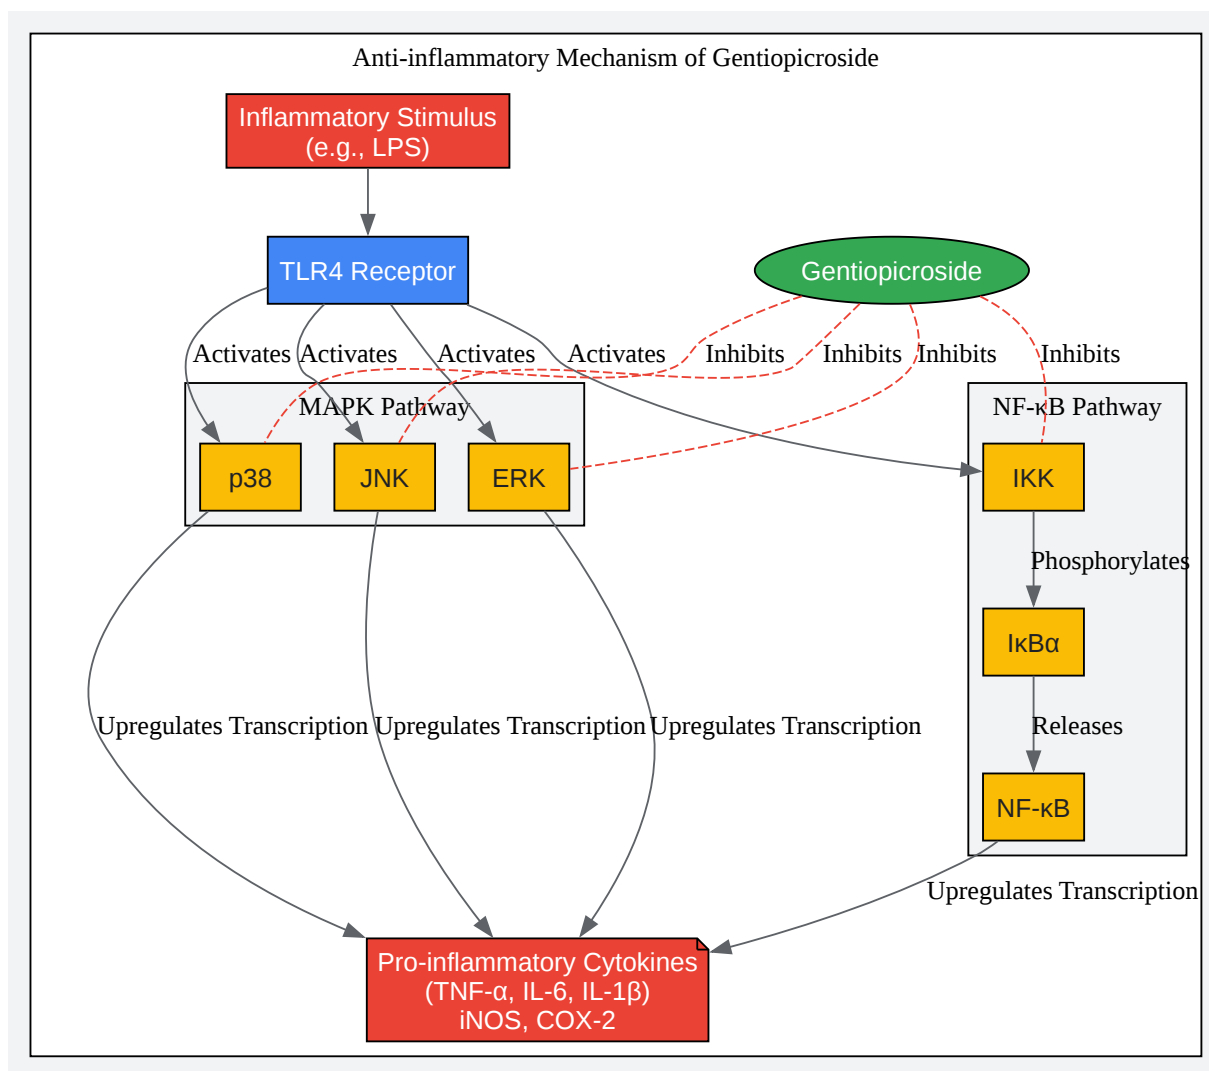 Anti-inflammatory Mechanism of Gentiopicroside
Inflammatory Stimulus
(e.g., LPS)
TLR4 Receptor
Gentiopicroside
Activates
Activates
Activates
Activates
Inhibits
Inhibits
Inhibits
Inhibits
MAPK Pathway
NF-κB Pathway
p38
JNK
ERK
IKK
Phosphorylates
IκBα
Upregulates Transcription
Upregulates Transcription
Upregulates Transcription
Releases
NF-κB
Upregulates Transcription
Pro-inflammatory Cytokines
(TNF-α, IL-6, IL-1β)
iNOS, COX-2